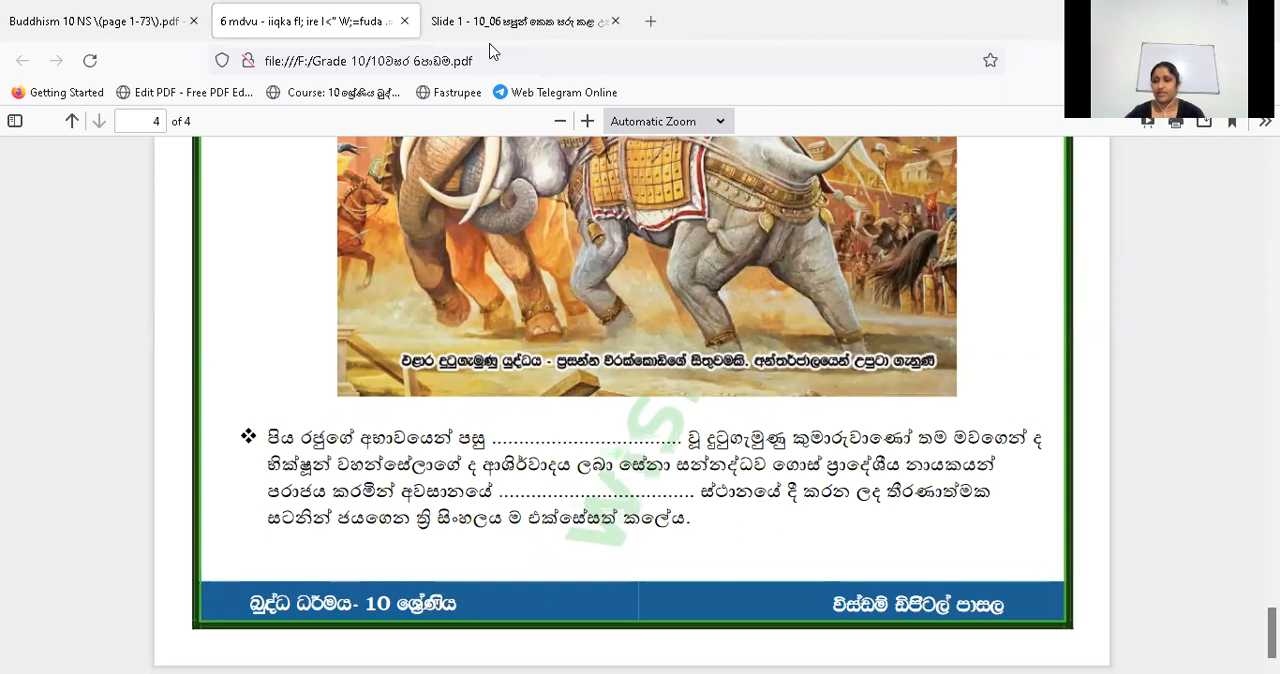 Buddhism 10 NS \(page 1-73\).pdf
6 mdvu - iiqka fl; ire l<" W;=fuda
Slide 1 - 10_06 සසුන් කෙත සරු කළ
file:///F:/Grade 10/10වසර 6පාඩම.pdf
Getting Started
Edit PDF - Free PDF Ed...
Course: 10 ශ්‍රේණිය බුද්...
Fastrupee
Web Telegram Online
4 of 4
Automatic Zoom
එළාර දුටුගැමුණු යුද්ධය - ප්‍රසන්න වීරක්කොඩිගේ සිතුවමකි. අන්තර්ජාලයෙන් උපුටා ගැනුණි
❖ පිය රජුගේ අභාවයෙන් පසු .................................. වූ දුටුගැමුණු කුමාරුවාණෝ තම මවගෙන් ද
භික්ෂූන් වහන්සේලාගේ ද ආශිර්වාදය ලබා සේනා සන්නද්ධව ගොස් ප්‍රාදේශීය නායකයන්
පරාජය කරමින් අවසානයේ ................................... ස්ථානයේ දී කරන ලද තීරණාත්මක
සටනින් ජයගෙන ත්‍රි සිංහලය ම එක්සේසත් කලේය.
බුද්ධ ධර්මය- 10 ශ්‍රේණිය
විස්ඩම් ඩිජිටල් පාසල